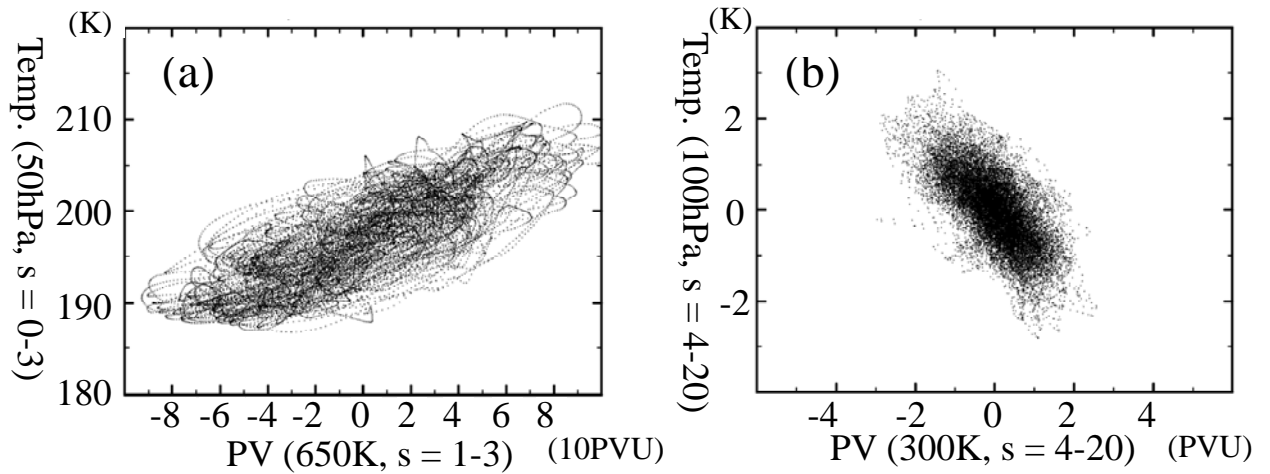 (K)
(a)
Temp. (50hPa, s = 0-3)
210
200
190
180
-8 -6 -4 -2 0 2 4 6 8
PV (650K, s = 1-3) (10PVU)
(K)
(b)
Temp. (100hPa, s = 4-20)
2
0
-2
-4 -2 0 2 4
PV (300K, s = 4-20) (PVU)